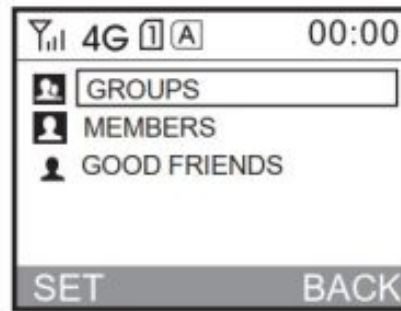 4G 1 A 00:00
GROUPS
MEMBERS
GOOD FRIENDS
SET BACK